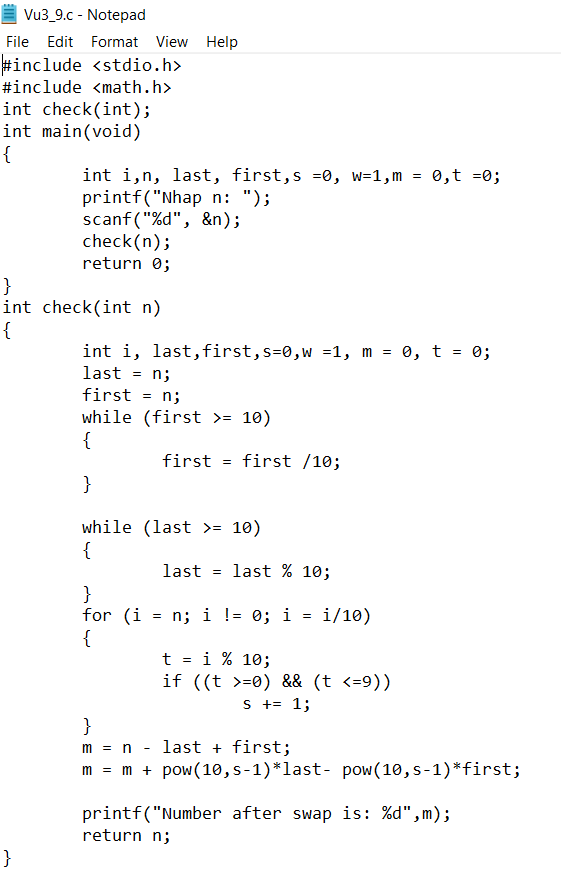 Vu3_9.c - Notepad
File Edit Format View Help
#include <stdio.h>
#include <math.h>
int check(int);
int main(void)
{
        int i,n, last, first,s =0, w=1,m = 0,t =0;
        printf("Nhap n: ");
        scanf("%d", &n);
        check(n);
        return 0;
}
int check(int n)
{
        int i, last,first,s=0,w =1, m = 0, t = 0;
        last = n;
        first = n;
        while (first >= 10)
        {
                first = first /10;
        }

        while (last >= 10)
        {
                last = last % 10;
        }
        for (i = n; i != 0; i = i/10)
        {
                t = i % 10;
                if ((t >=0) && (t <=9))
                        s += 1;
        }
        m = n - last + first;
        m = m + pow(10,s-1)*last- pow(10,s-1)*first;

        printf("Number after swap is: %d",m);
        return n;
}